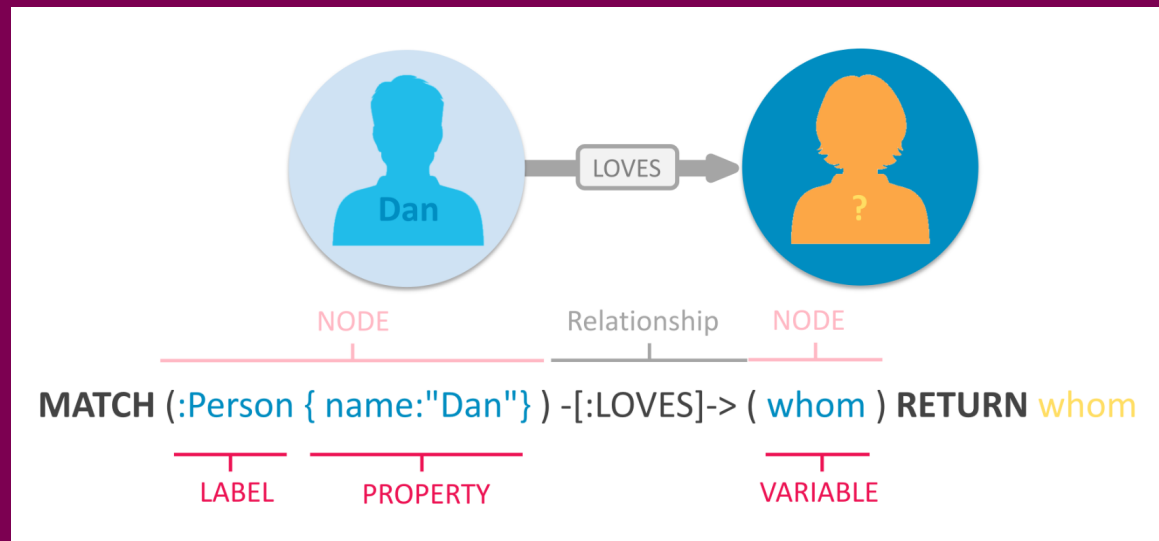 LOVES
Dan
?
NODE Relationship NODE
MATCH (:Person { name:"Dan"} ) -[:LOVES]-> ( whom ) RETURN whom
LABEL PROPERTY VARIABLE